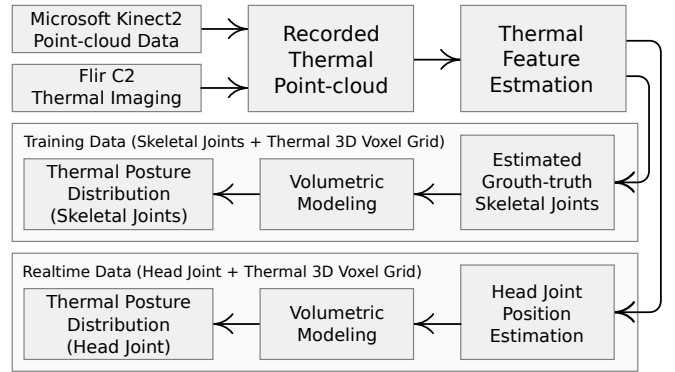 Microsoft Kinect2
Point-cloud Data
Flir C2
Thermal Imaging
Recorded
Thermal
Point-cloud
Thermal
Feature
Estmation
Training Data (Skeletal Joints + Thermal 3D Voxel Grid)
Thermal Posture
Distribution
(Skeletal Joints)
Volumetric
Modeling
Estimated
Grouth-truth
Skeletal Joints
Realtime Data (Head Joint + Thermal 3D Voxel Grid)
Thermal Posture
Distribution
(Head Joint)
Volumetric
Modeling
Head Joint
Position
Estimation